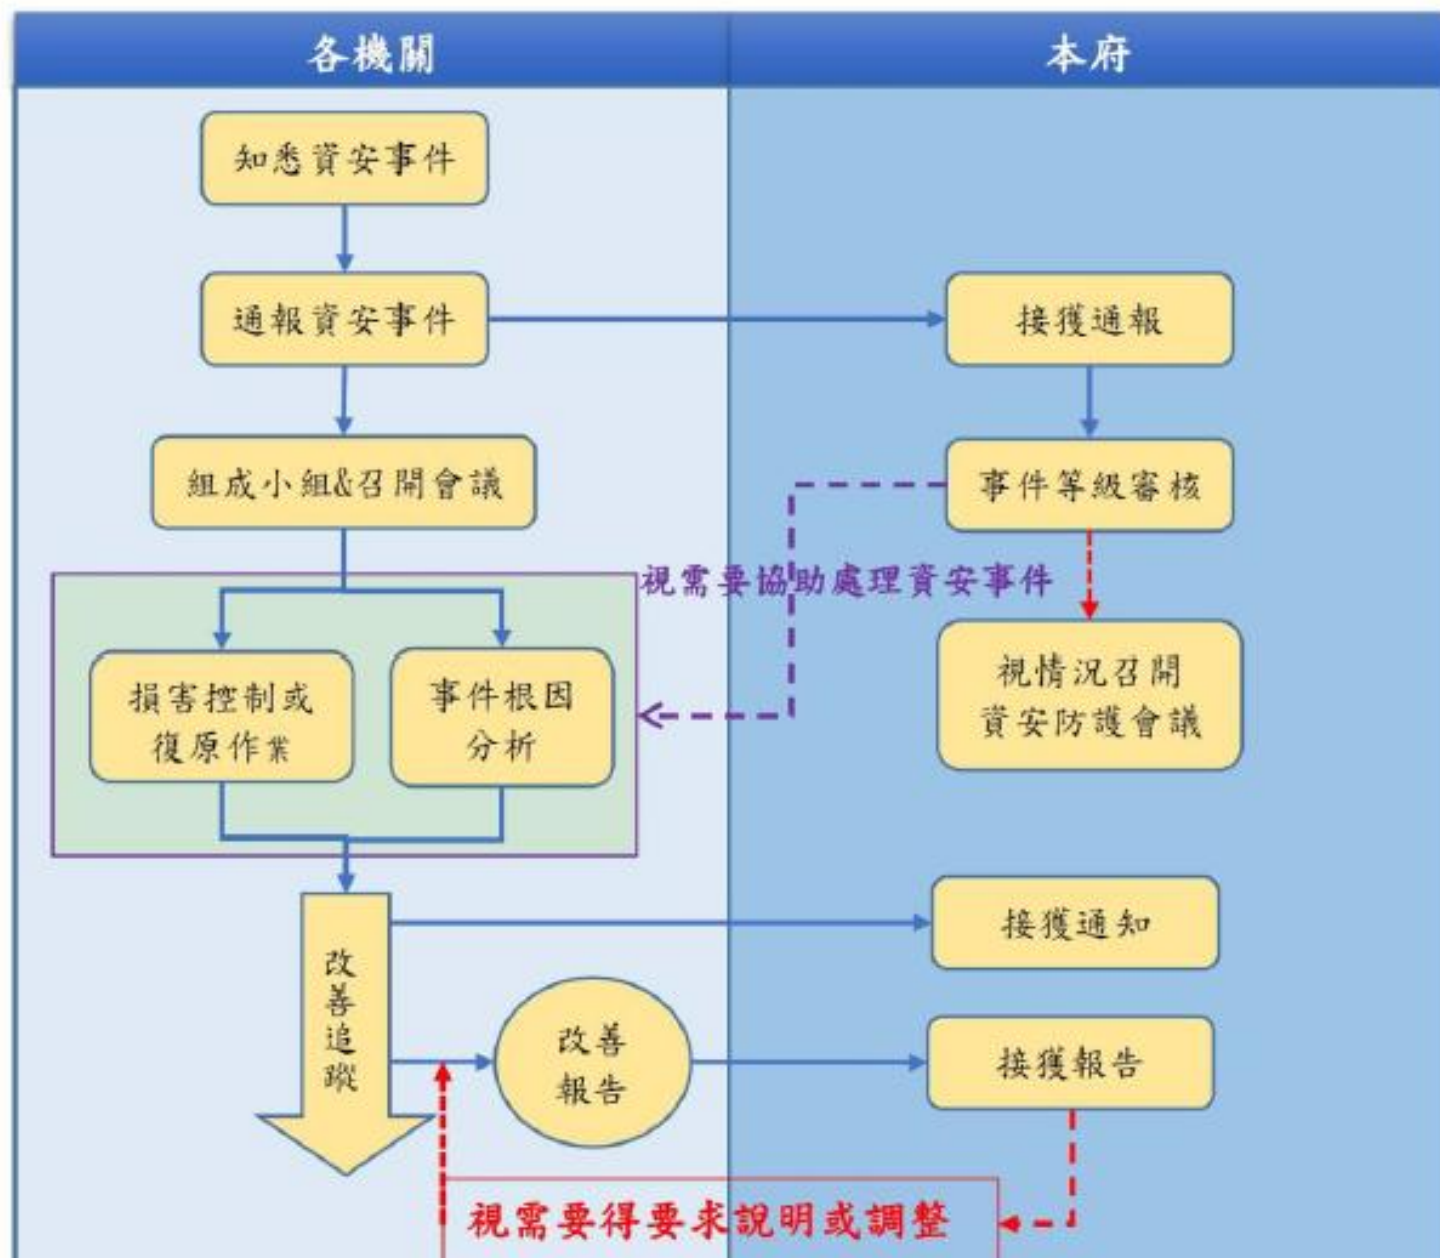 各機關
本府
知悉資安事件
通報資安事件
接獲通報
組成小組&召開會議
事件等級審核
視需要協助處理資安事件
損害控制或
復原作業
事件根因
分析
視情況召開
資安防護會議
改善追蹤
接獲通知
改善
報告
接獲報告
視需要得要求說明或調整